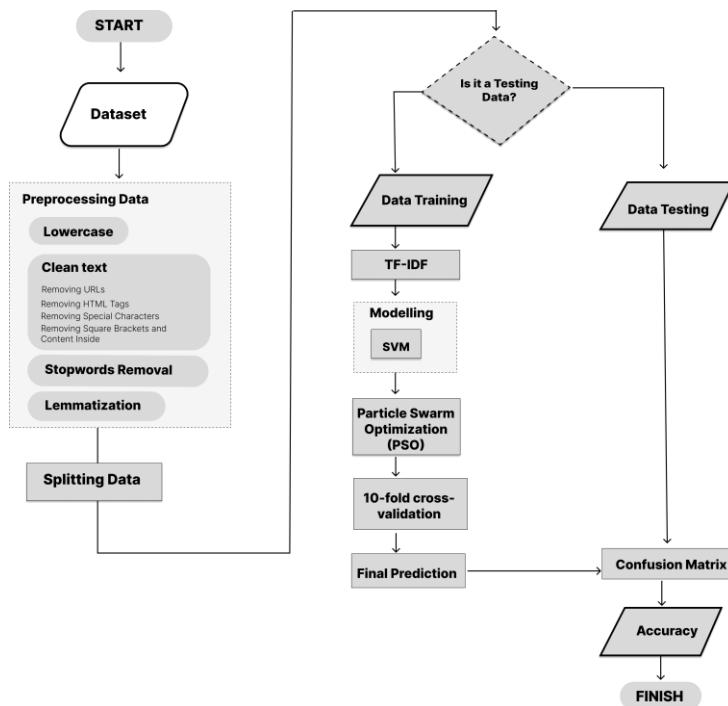 START
Dataset
Preprocessing Data
Lowercase
Clean text
Removing URLs
Removing HTML Tags
Removing Special Characters
Removing Square Brackets and
Content Inside
Stopwords Removal
Lemmatization
Splitting Data
Is it a Testing
Data?
Data Training
TF-IDF
Modelling
SVM
Particle Swarm
Optimization
(PSO)
10-fold cross-
validation
Final Prediction
Data Testing
Confusion Matrix
Accuracy
FINISH